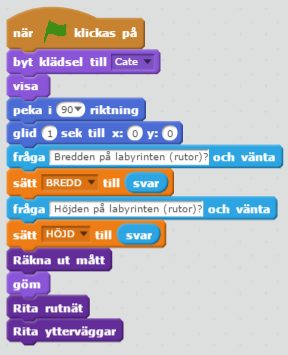 när klickas på
byt klädsel till Cate
visa
peka i 90 riktning
glid 1 sek till x: 0 y: 0
fråga Bredden på labyrinten (rutor)? och vänta
sätt BREDD till svar
fråga Höjden på labyrinten (rutor)? och vänta
sätt HÖJD till svar
Räkna ut mått
göm
Rita rutnät
Rita ytterväggar